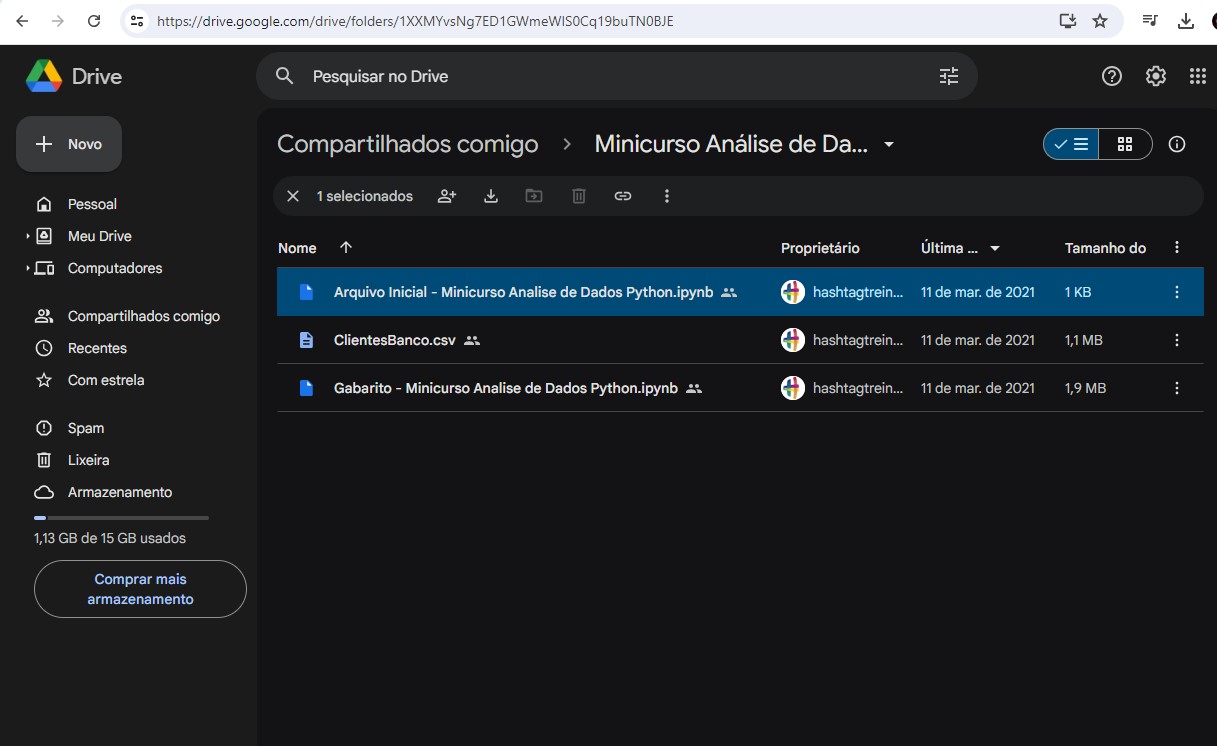 https://drive.google.com/drive/folders/1XXMYvsNg7ED1GWmeWlS0Cq19buTN0BJE
Drive
Pesquisar no Drive
Novo
Pessoal
Meu Drive
Computadores
Compartilhados comigo
Recentes
Com estrela
Spam
Lixeira
Armazenamento
1,13 GB de 15 GB usados
Comprar mais
armazenamento
Compartilhados comigo
Minicurso Análise de Da...
1 selecionados
Nome Proprietário Última ... Tamanho do
Arquivo Inicial - Minicurso Analise de Dados Python.ipynb hashtagtrein... 11 de mar. de 2021 1 KB
ClientesBanco.csv hashtagtrein... 11 de mar. de 2021 1,1 MB
Gabarito - Minicurso Analise de Dados Python.ipynb hashtagtrein... 11 de mar. de 2021 1,9 MB